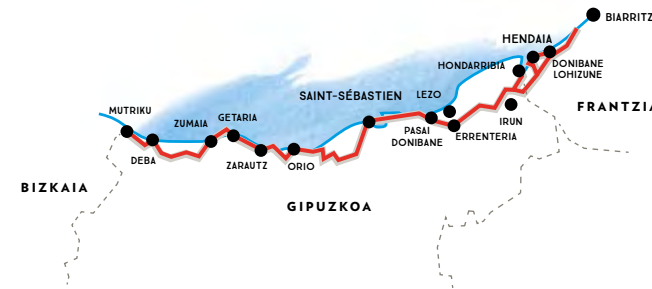 BIARRITZ
HENDAIA
HONDARRIBIA
DONIBANE
LOHIZUNE
SAINT-SÉBASTIEN
LEZO
FRANTZIA
MUTRIKU
ZUMAIA
GETARIA
PASAI
DONIBANE
IRUN
ERRENTERIA
DEBA
ZARAUTZ
ORIO
BIZKAIA
GIPUZKOA